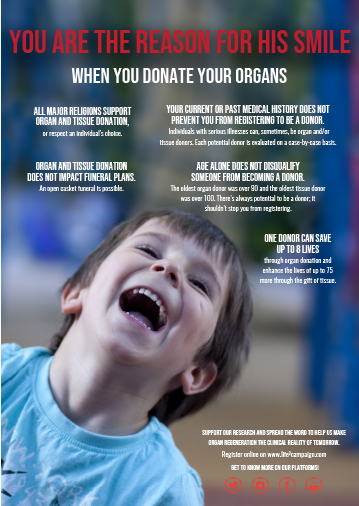 YOU ARE THE REASON FOR HIS SMILE
WHEN YOU DONATE YOUR ORGANS
ALL MAJOR RELIGIONS SUPPORT
ORGAN AND TISSUE DONATION,
or respect an individual's choice.
YOUR CURRENT OR PAST MEDICAL HISTORY DOES NOT
PREVENT YOU FROM REGISTERING TO BE A DONOR.
Individuals with serious illnesses can, sometimes, be organ and/or
tissue donors. Each potential donor is evaluated on a case-by-case basis.
ORGAN AND TISSUE DONATION
DOES NOT IMPACT FUNERAL PLANS.
An open casket funeral is possible.
AGE ALONE DOES NOT DISQUALIFY
SOMEONE FROM BECOMING A DONOR.
The oldest organ donor was over 90 and the oldest tissue donor
was over 100. There's always potential to be a donor; it
shouldn't stop you from registering.
ONE DONOR CAN SAVE
UP TO 8 LIVES
through organ donation and
enhance the lives of up to 75
more through the gift of tissue.
SUPPORT OUR RESEARCH AND SPREAD THE WORD TO HELP US MAKE
ORGAN REGENERATION THE CLINICAL REALITY OF TOMORROW.
Register online on
GET TO KNOW MORE ON OUR PLATFORMS!